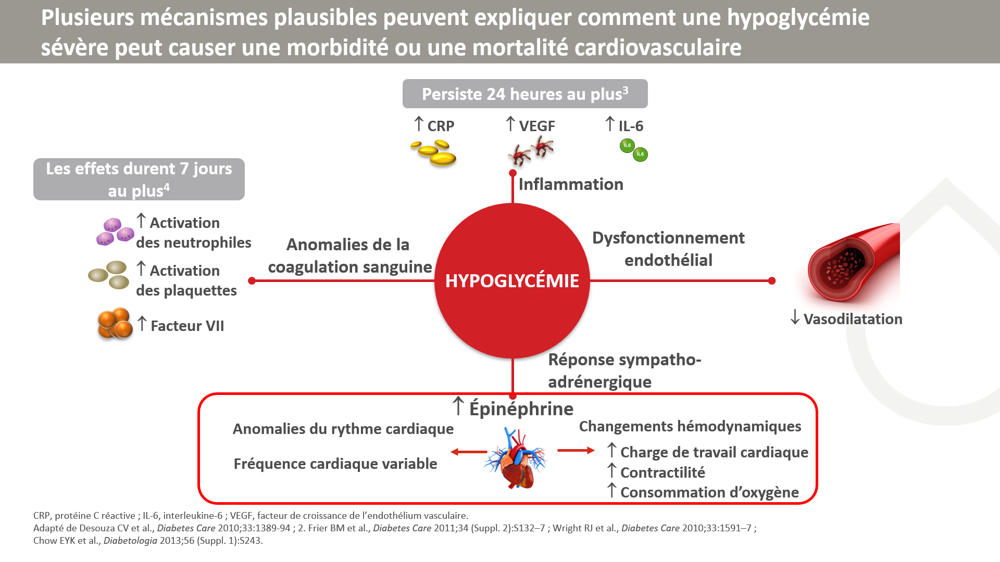 Plusieurs mécanismes plausibles peuvent expliquer comment une hypoglycémie
sévère peut causer une morbidité ou une mortalité cardiovasculaire
Persiste 24 heures au plus³
↑ CRP
↑ VEGF
↑ IL-6
IL6
IL6
Inflammation
Les effets durent 7 jours
au plus⁴
↑ Activation
des neutrophiles
↑ Activation
des plaquettes
↑ Facteur VII
Anomalies de la
coagulation sanguine
HYPOGLYCÉMIE
Dysfonctionnement
endothélial
↓ Vasodilatation
Réponse sympatho-
adrénergique
↑ Épinéphrine
Anomalies du rythme cardiaque
Fréquence cardiaque variable
Changements hémodynamiques
↑ Charge de travail cardiaque
↑ Contractilité
↑ Consommation d’oxygène
CRP, protéine C réactive ; IL-6, interleukine-6 ; VEGF, facteur de croissance de l’endothélium vasculaire.
Adapté de Desouza CV et al., Diabetes Care 2010;33:1389-94 ; 2. Frier BM et al., Diabetes Care 2011;34 (Suppl. 2):S132–7 ; Wright RJ et al., Diabetes Care 2010;33:1591–7 ;
Chow EYK et al., Diabetologia 2013;56 (Suppl. 1):S243.